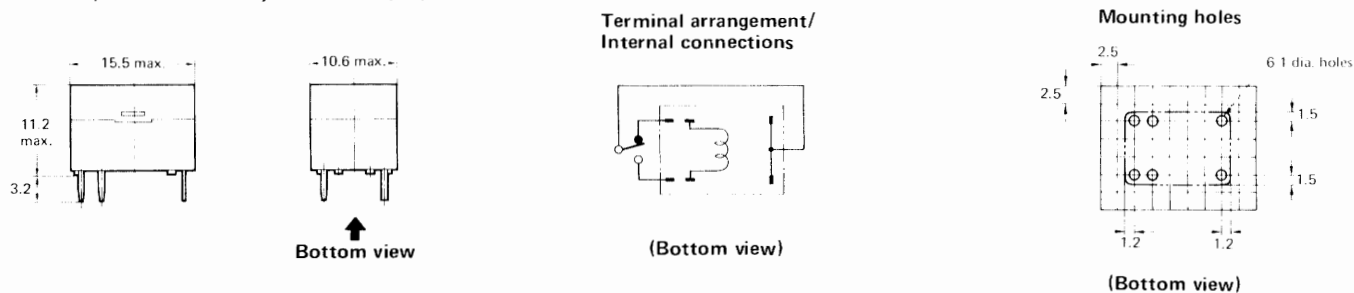 Terminal arrangement/
Internal connections
Mounting holes
15.5 max.
10.6 max.
2.5
6 1 dia. holes
2.5
11.2
max.
1.5
3.2
1.5
1.2
1.2
Bottom view
(Bottom view)
(Bottom view)